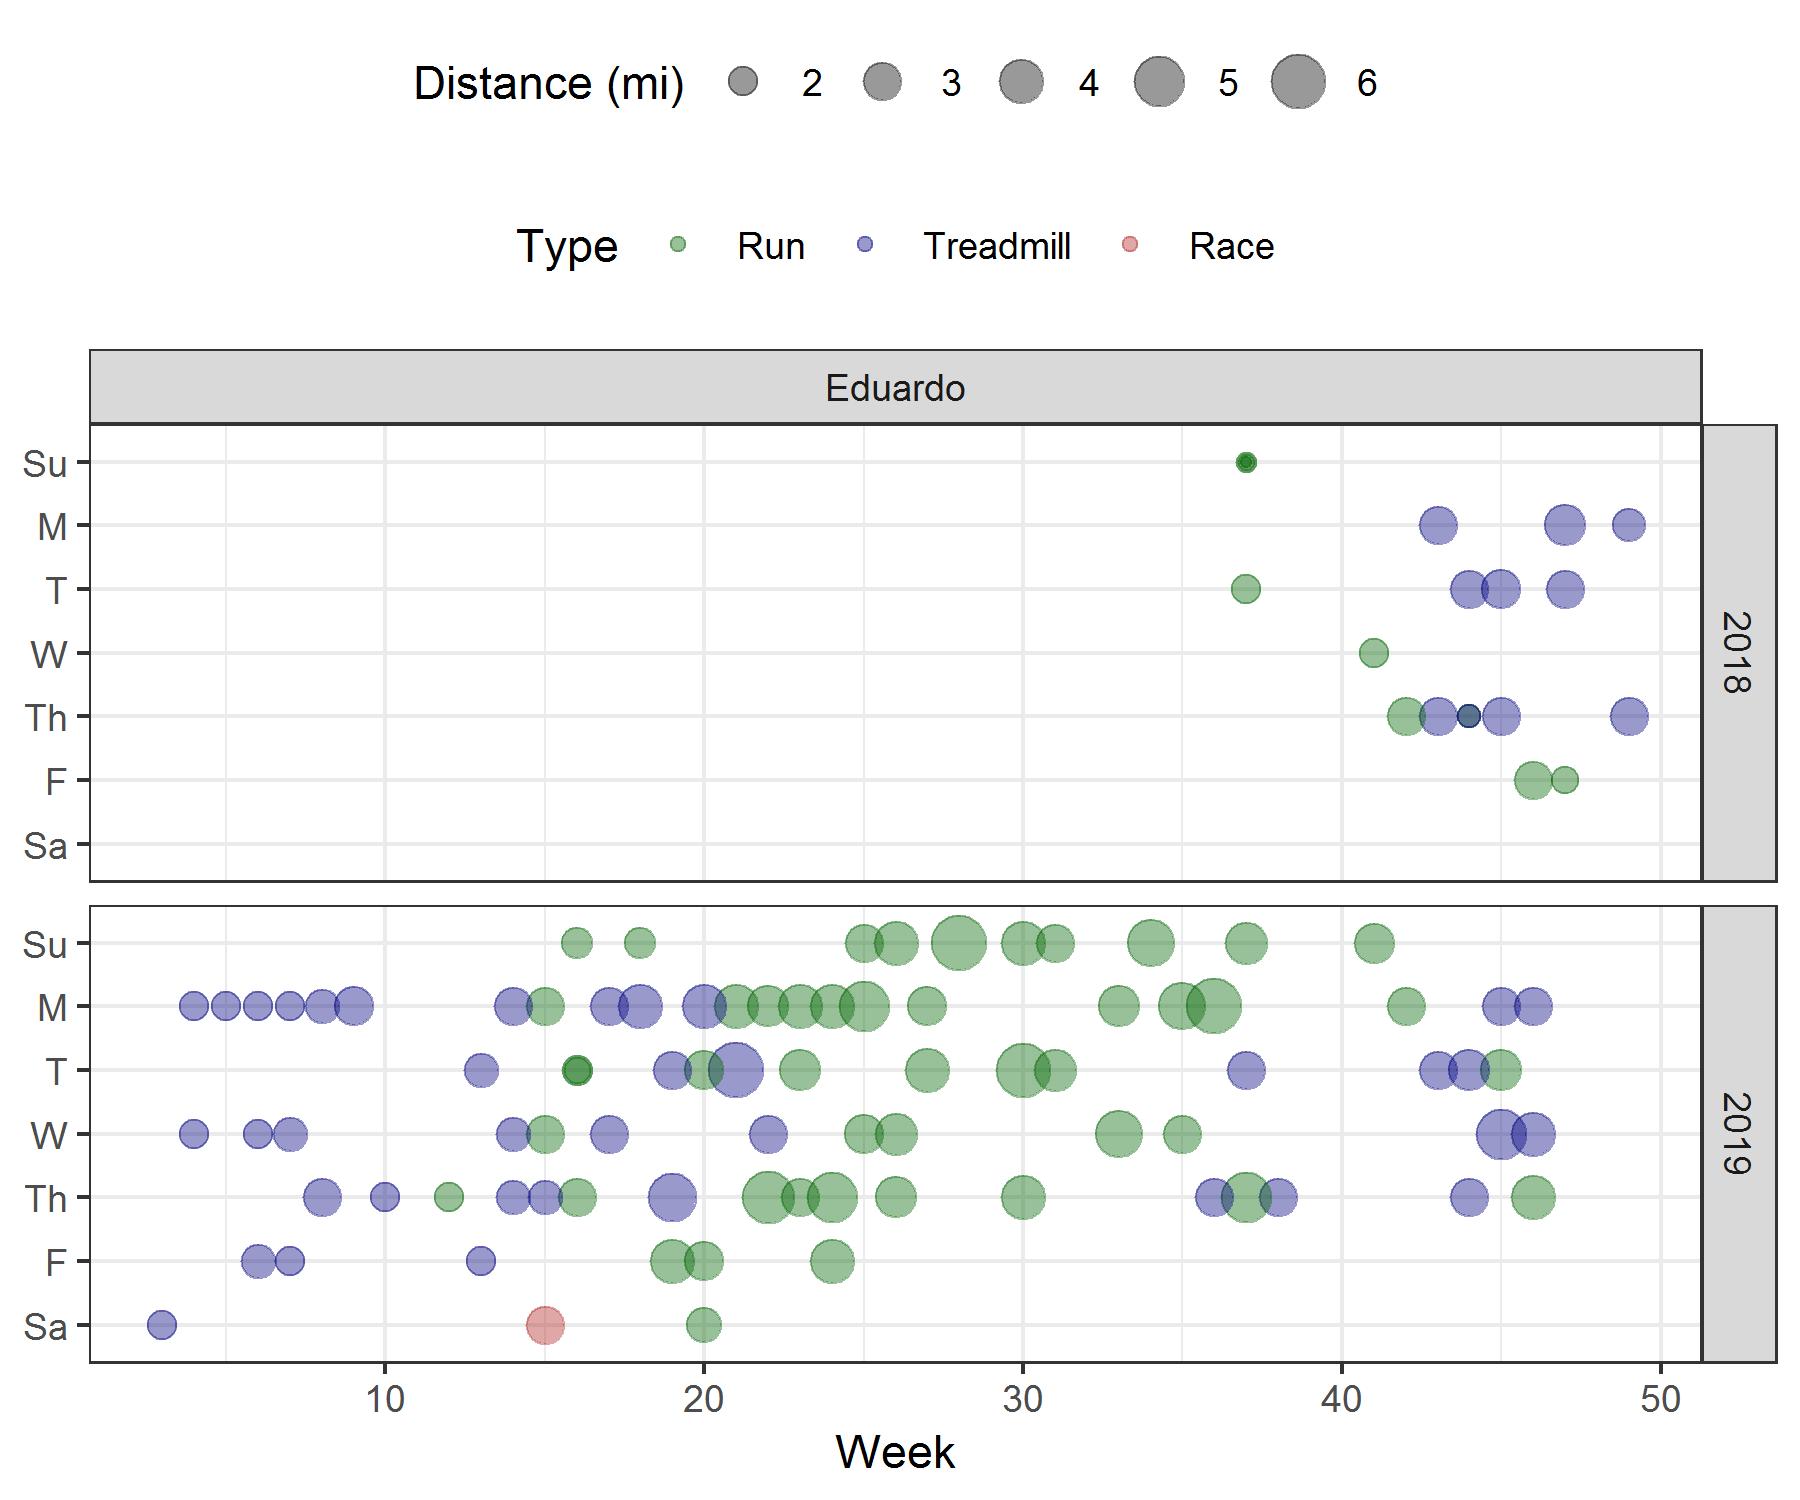 Distance (mi) 2 3 4 5 6
Type Run Treadmill Race
Eduardo
Su
M
T
W
Th
F
Sa
2018
Su
M
T
W
Th
F
Sa
2019
10 20 30 40 50
Week